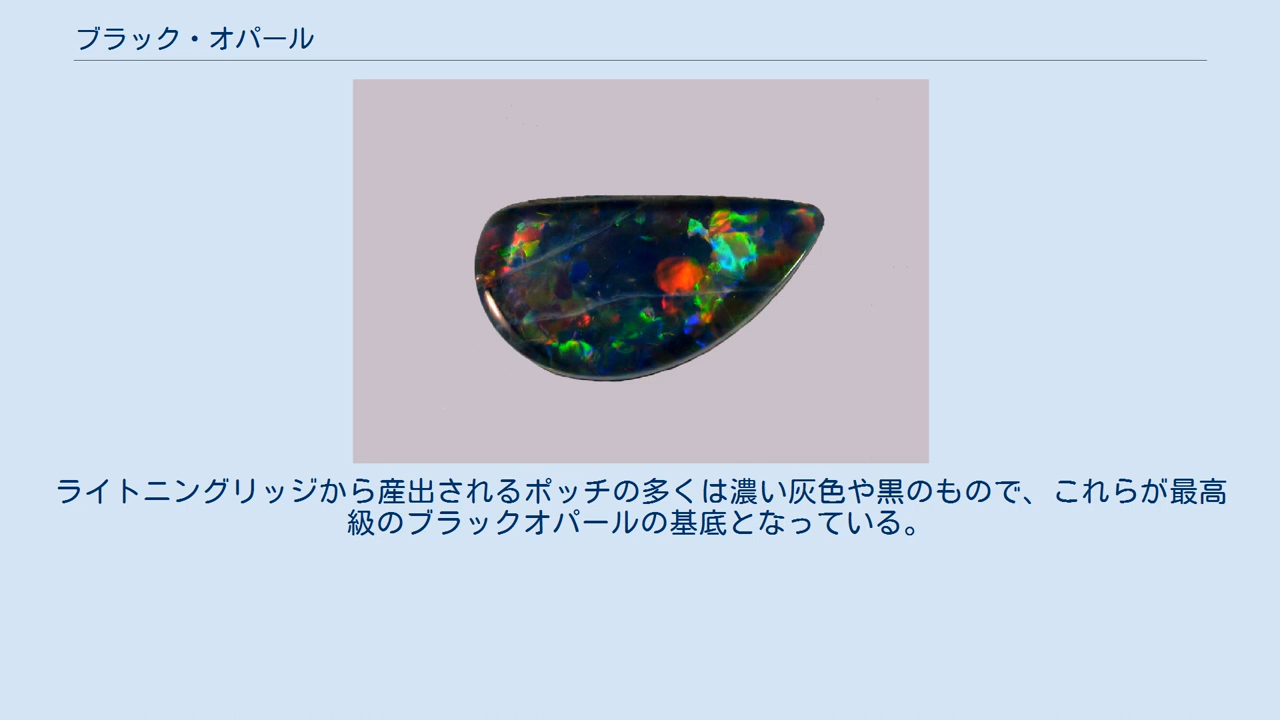 ブラック・オパール
ライトニングリッジから産出されるポッチの多くは濃い灰色や黒のもので、これらが最高
級のブラックオパールの基底となっている。